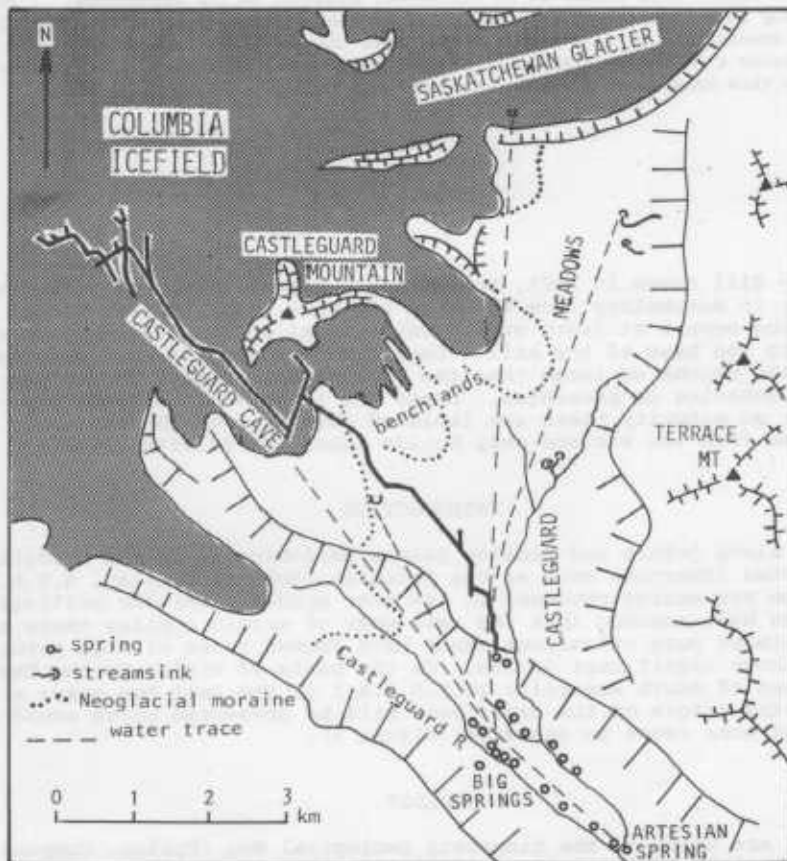 N
SASKATCHEWAN GLACIER
COLUMBIA
ICEFIELD
CASTLEGUARD
MOUNTAIN
MEADOWS
CASTLEGUARD CAVE
benchlands
TERRACE
MT
CASTLEGUARD
spring
streamsink
Neoglacial moraine
water trace
Castleguard R
0 1 2 3
km
BIG
SPRINGS
ARTESIAN
SPRING